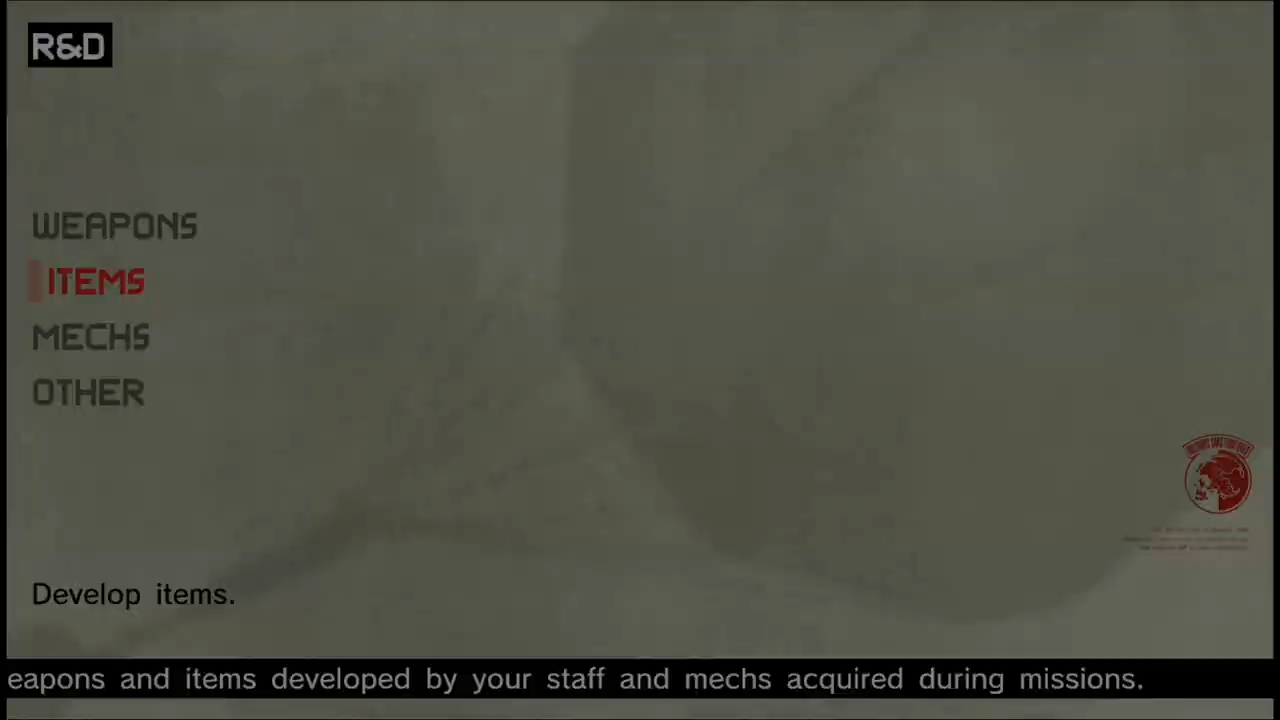 R&D
WEAPONS
ITEMS
MECHS
OTHER
Develop items.
eapons and items developed by your staff and mechs acquired during missions.